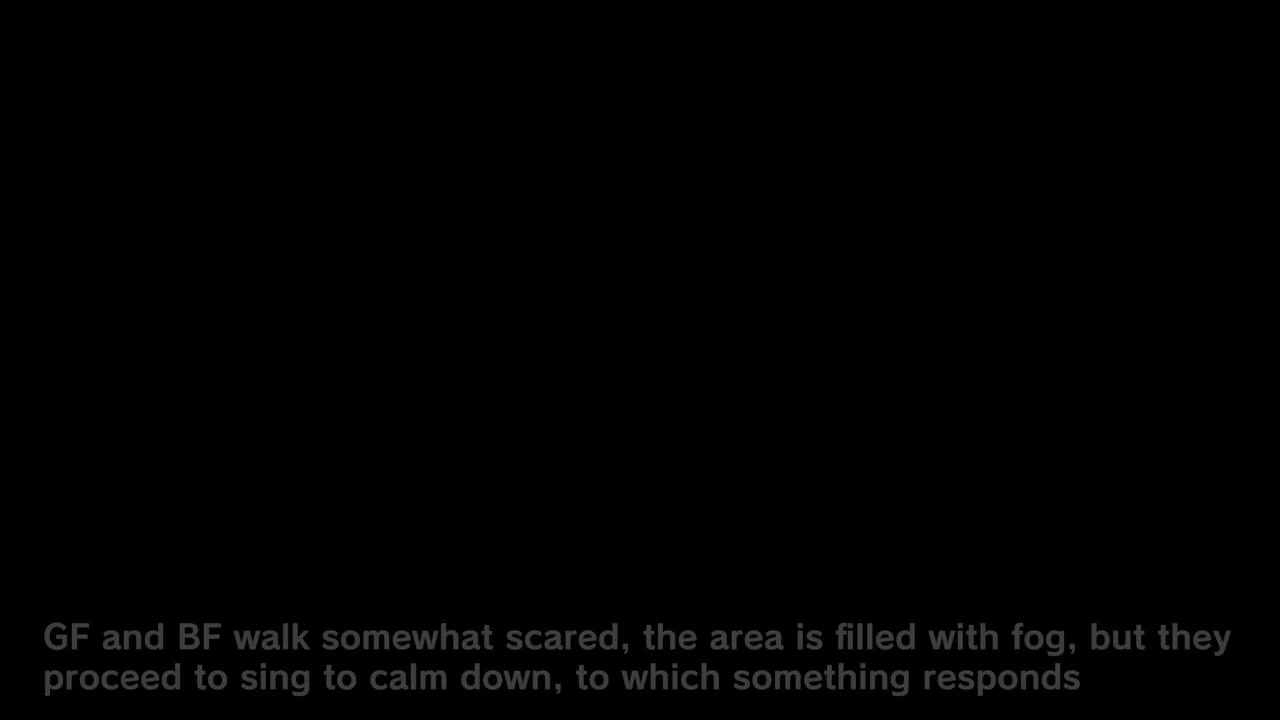 GF and BF walk somewhat scared, the area is filled with fog, but they
proceed to sing to calm down, to which something responds